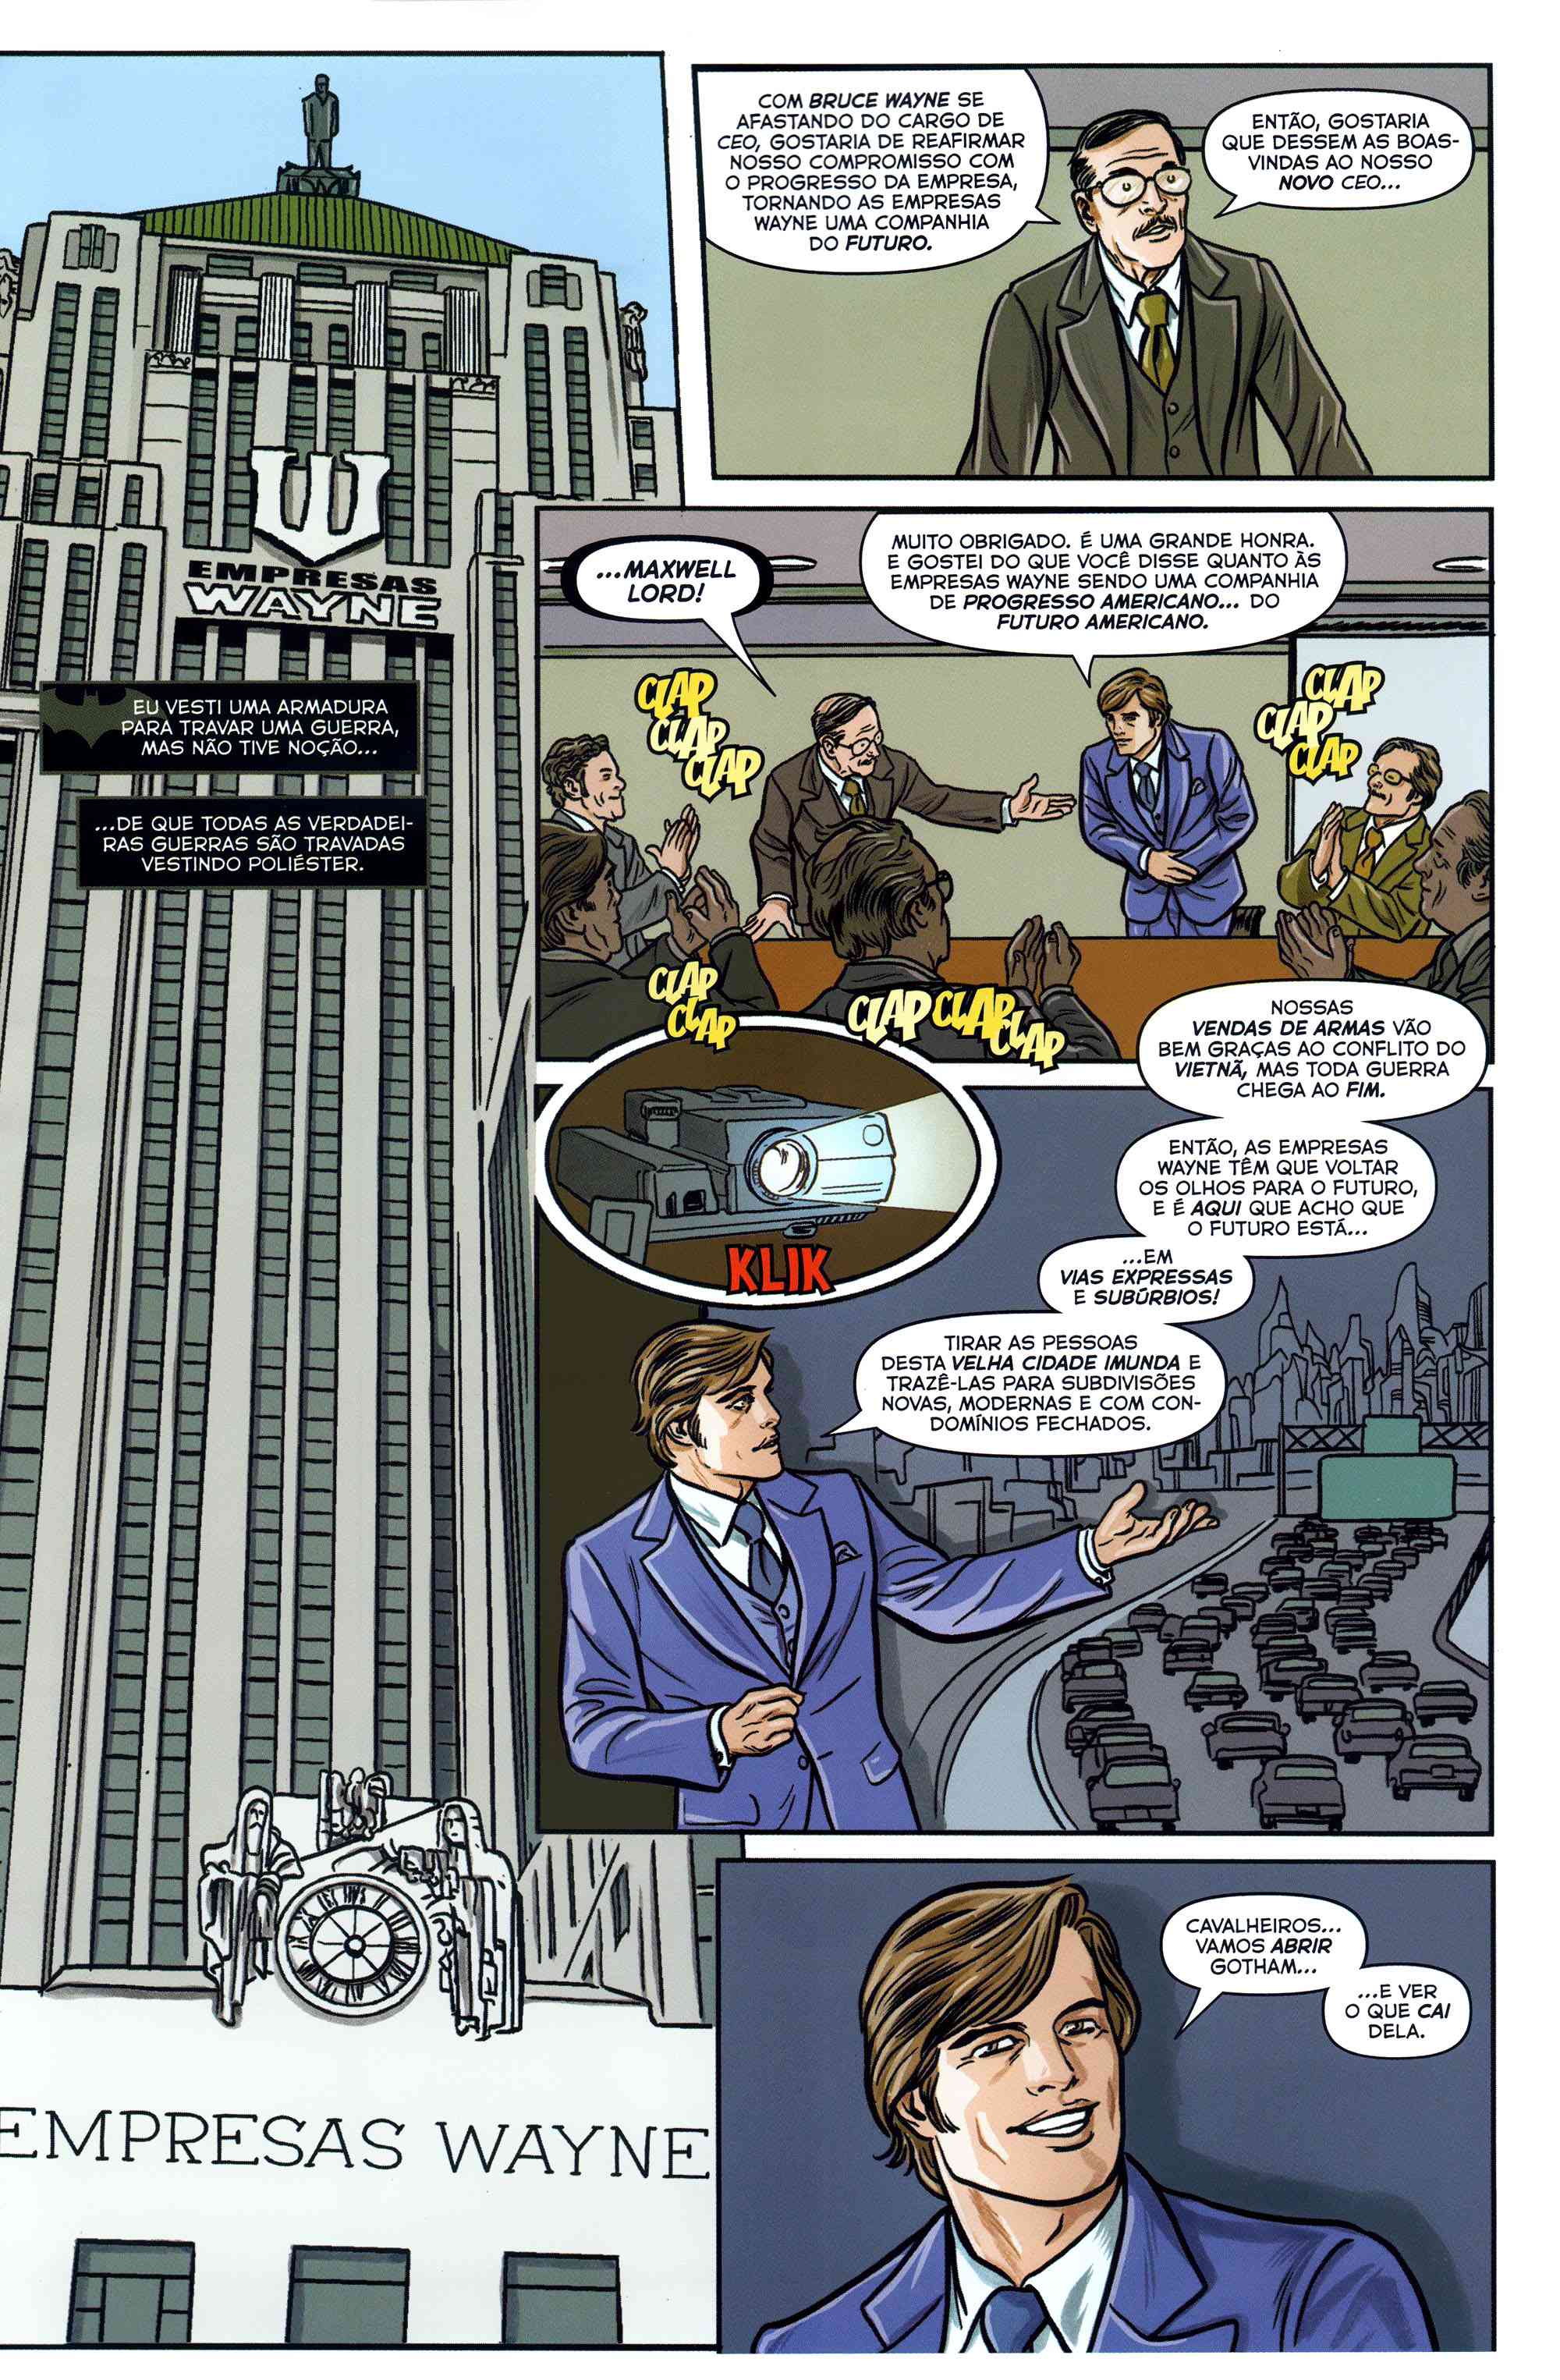 EMPRESAS
WAYNE
EU VESTI UMA ARMADURA
PARA TRAVAR UMA GUERRA,
MAS NÃO TIVE NOÇÃO...
...DE QUE TODAS AS VERDADEI-
RAS GUERRAS SÃO TRAVADAS
VESTINDO POLIÉSTER.
EMPRESAS WAYNE
COM BRUCE WAYNE SE
AFASTANDO DO CARGO DE
CEO, GOSTARIA DE REAFIRMAR
NOSSO COMPROMISSO COM
O PROGRESSO DA EMPRESA,
TORNANDO AS EMPRESAS
WAYNE UMA COMPANHIA
DO FUTURO.
ENTÃO, GOSTARIA
QUE DESSEM AS BOAS-
VINDAS AO NOSSO
NOVO CEO...
...MAXWELL
LORD!
MUITO OBRIGADO. É UMA GRANDE HONRA.
E GOSTEI DO QUE VOCÊ DISSE QUANTO ÀS
EMPRESAS WAYNE SENDO UMA COMPANHIA
DE PROGRESSO AMERICANO... DO
FUTURO AMERICANO.
CLAP
CLAP
CLAP
CLAP
CLAP
CLAP
CLAP
CLAP
CLAP CLAP
CLAP
NOSSAS
VENDAS DE ARMAS VÃO
BEM GRAÇAS AO CONFLITO DO
VIETNÃ, MAS TODA GUERRA
CHEGA AO FIM.
KLIK
ENTÃO, AS EMPRESAS
WAYNE TÊM QUE VOLTAR
OS OLHOS PARA O FUTURO,
E É AQUI QUE ACHO QUE
O FUTURO ESTÁ...
...EM
VIAS EXPRESSAS
E SUBÚRBIOS!
TIRAR AS PESSOAS
DESTA VELHA CIDADE IMUNDA E
TRAZÊ-LAS PARA SUBDIVISÕES
NOVAS, MODERNAS E COM CON-
DOMÍNIOS FECHADOS.
CAVALHEIROS...
VAMOS ABRIR
GOTHAM...
...E VER
O QUE CAI
DELA.